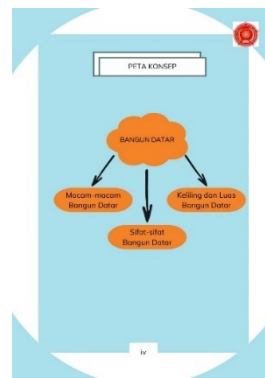 PETA KONSEP
BANGUN DATAR
Macam-macam
Bangun Datar
Keliling dan Luas
Bangun Datar
Sifat-sifat
Bangun Datar
iv